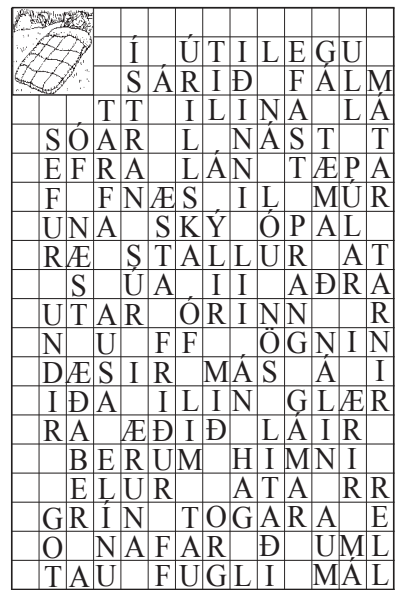 Í ÚTILEGU
SÁRIÐ FÁLM
TT ILINA LÁ
SÓAR L NÁST T
EFRA LÁN TÆPA
F FNÆS IL MÚR
UNA SKÝ ÓPAL
RÆ STALLUR AT
S ÚA II AÐRA
UTAR ÓRINN R
N U FF ÖGNIN
DÆSIR MÁS Á I
IÐA ILIN GLÆR
RA ÆÐIÐ LÁIR
BERUM HIMNI
ELUR ATA RR
GRÍN TOGARA E
O NAFAR Ð UML
TAU FUGLI MÁL